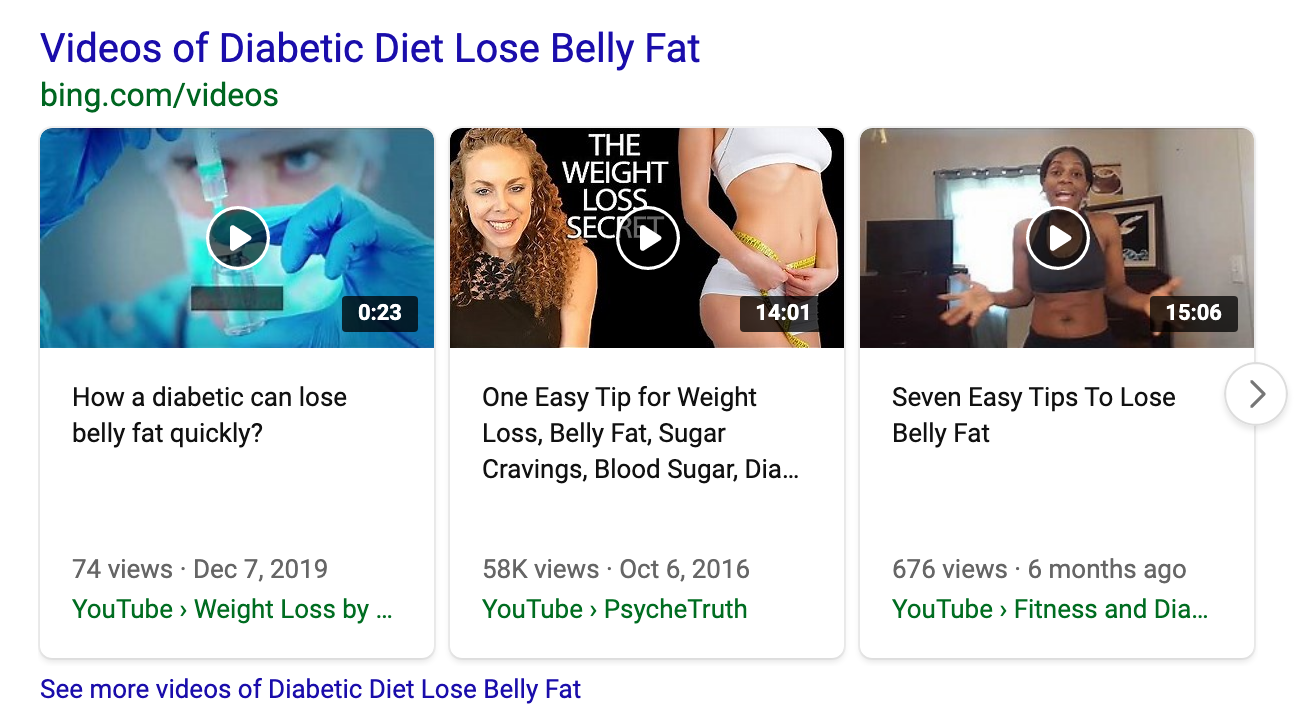 Videos of Diabetic Diet Lose Belly Fat
bing.com/videos
0:23
How a diabetic can lose
belly fat quickly?
74 views · Dec 7, 2019
YouTube › Weight Loss by ...
THE
WEIGHT
LOSS
SECRET
14:01
One Easy Tip for Weight
Loss, Belly Fat, Sugar
Cravings, Blood Sugar, Dia...
58K views · Oct 6, 2016
YouTube › PsycheTruth
15:06
Seven Easy Tips To Lose
Belly Fat
676 views · 6 months ago
YouTube › Fitness and Dia...
See more videos of Diabetic Diet Lose Belly Fat